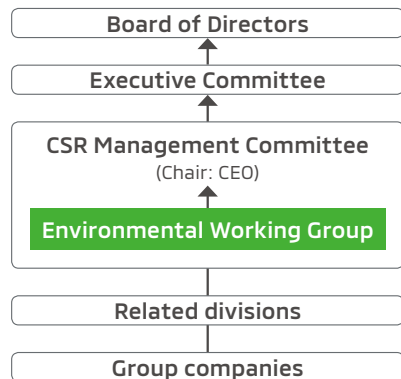 Board of Directors
Executive Committee
CSR Management Committee
(Chair: CEO)
Environmental Working Group
Related divisions
Group companies